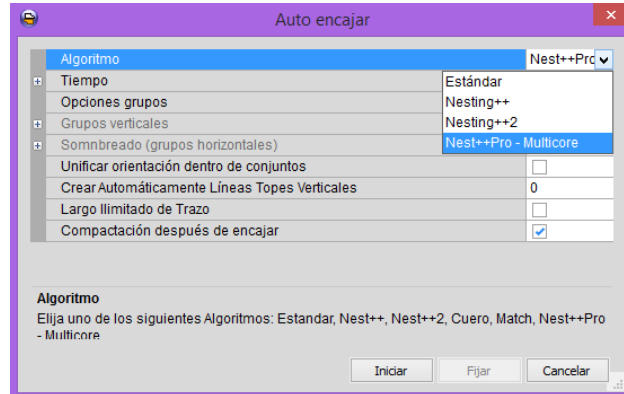 Auto encajar
Algoritmo Nest++Pro
Tiempo
Estándar
Opciones grupos
Nesting++
Grupos verticales
Nesting++2
Somnbreado (grupos horizontales)
Nest++Pro - Multicore
Unificar orientación dentro de conjuntos
Crear Automáticamente Líneas Topes Verticales 0
Largo Ilimitado de Trazo
Compactación después de encajar
Algoritmo
Elija uno de los siguientes Algoritmos: Estandar, Nest++, Nest++2, Cuero, Match, Nest++Pro
- Multicore
Iniciar Fijar Cancelar